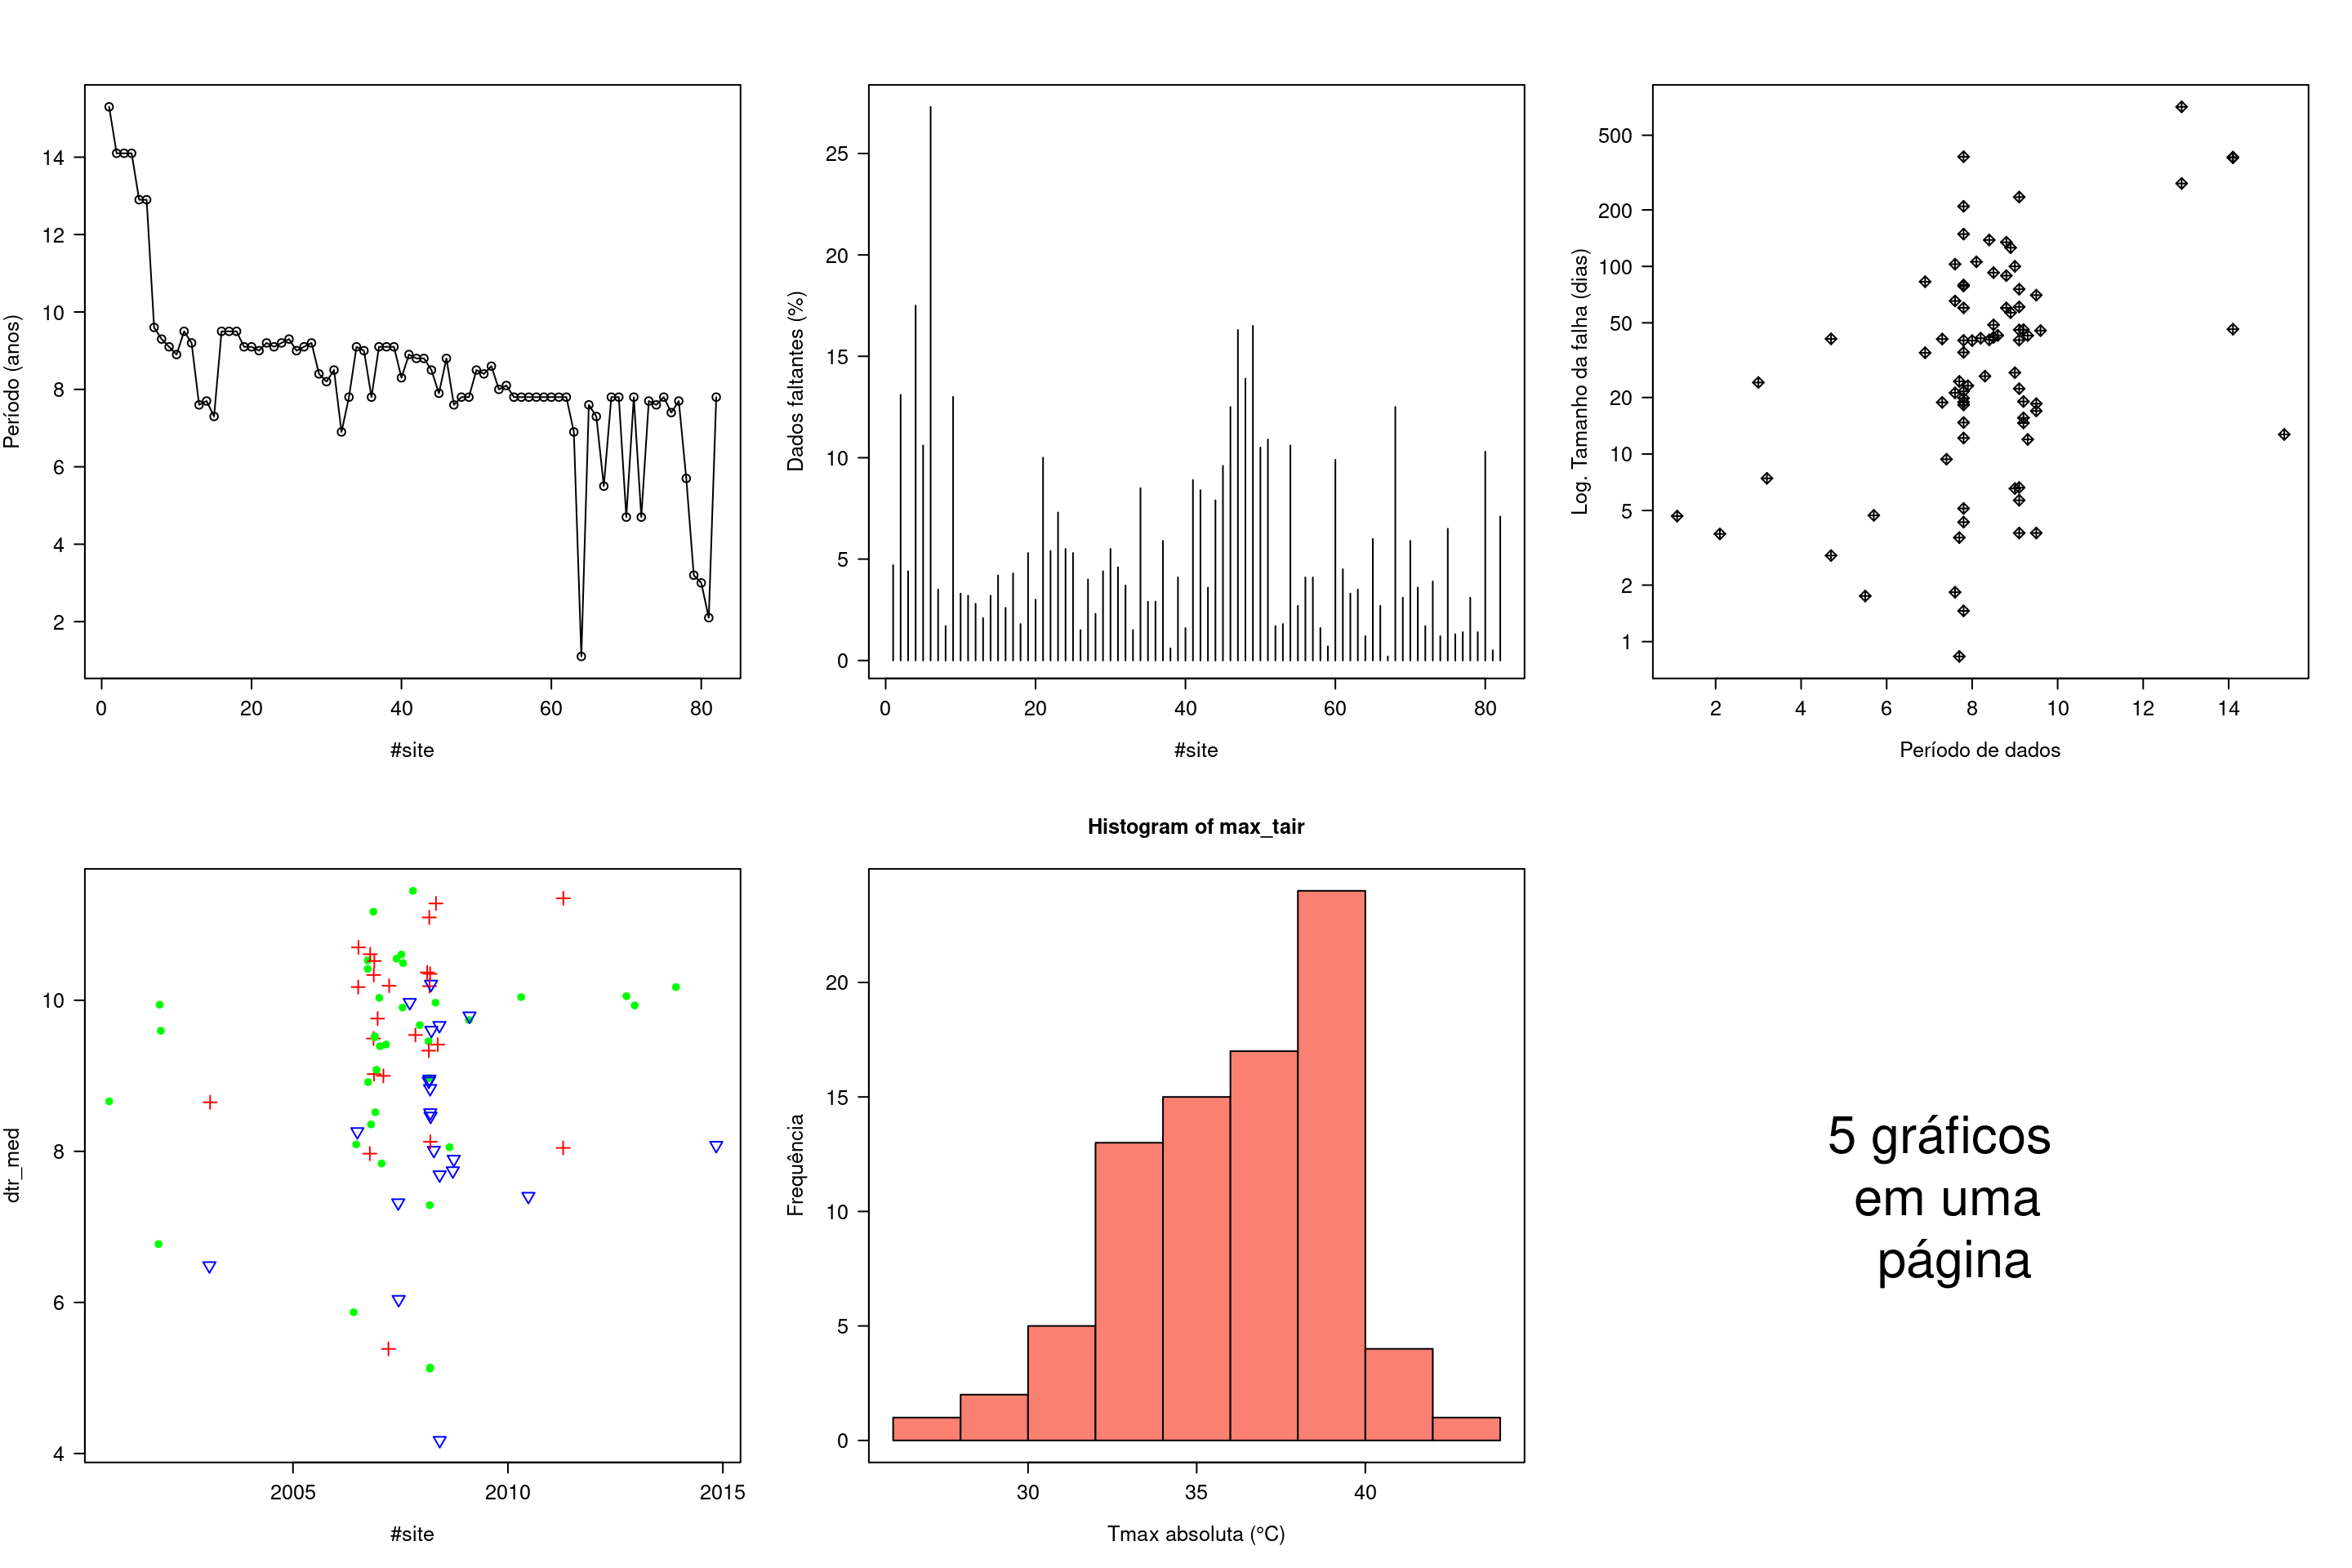 Período (anos)
14
12
10
8
6
4
2
0 20 40 60 80
#site
Dados faltantes (%)
25
20
15
10
5
0
0 20 40 60 80
#site
Log. Tamanho da falha (dias)
500
200
100
50
20
10
5
2
1
2 4 6 8 10 12 14
Período de dados
dtr_med
10
8
6
4
2005 2010 2015
#site
Histogram of max_tair
Frequência
20
15
10
5
0
30 35 40
Tmax absoluta (°C)
5 gráficos
em uma
página